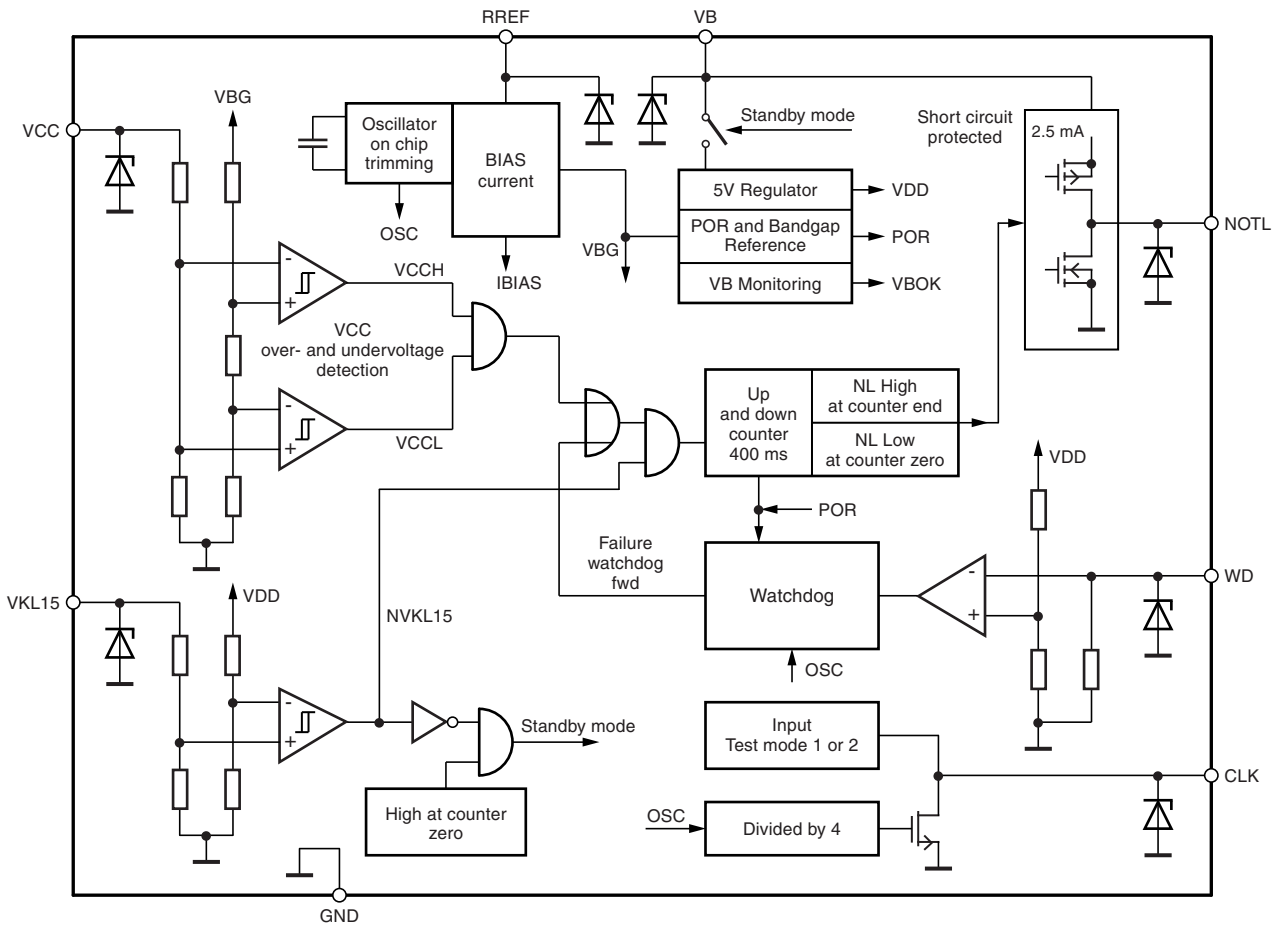 RREF
VB
VCC
VBG
Oscillator
on chip
trimming
BIAS
current
OSC
IBIAS
VBG
Standby mode
5V Regulator
POR and Bandgap
Reference
VB Monitoring
VDD
POR
VBOK
Short circuit
protected
2.5 mA
NOTL
-
+
VCCH
VCC
over- and undervoltage
detection
-
+
VCCL
Up
and down
counter
400 ms
NL High
at counter end
NL Low
at counter zero
POR
VDD
Failure
watchdog
fwd
Watchdog
-
+
WD
OSC
VKL15
VDD
NVKL15
-
+
Standby mode
High at counter
zero
Input
Test mode 1 or 2
CLK
OSC
Divided by 4
GND